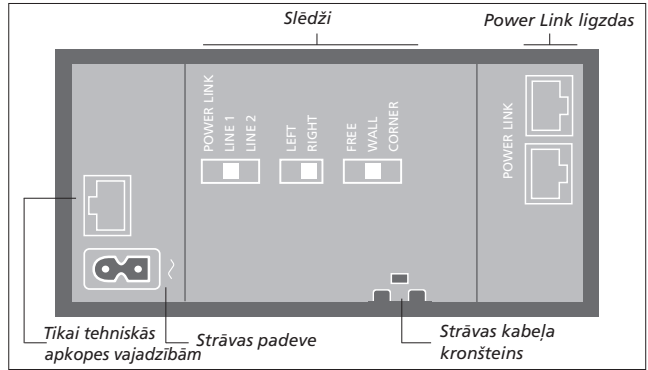 Slēdži
Power Link ligzdas
POWER LINK
LINE 1
LINE 2
LEFT
RIGHT
FREE
WALL
CORNER
POWER LINK
Tikai tehniskās
apkopes vajadzībām
Strāvas padeve
Strāvas kabeļa
kronšteins